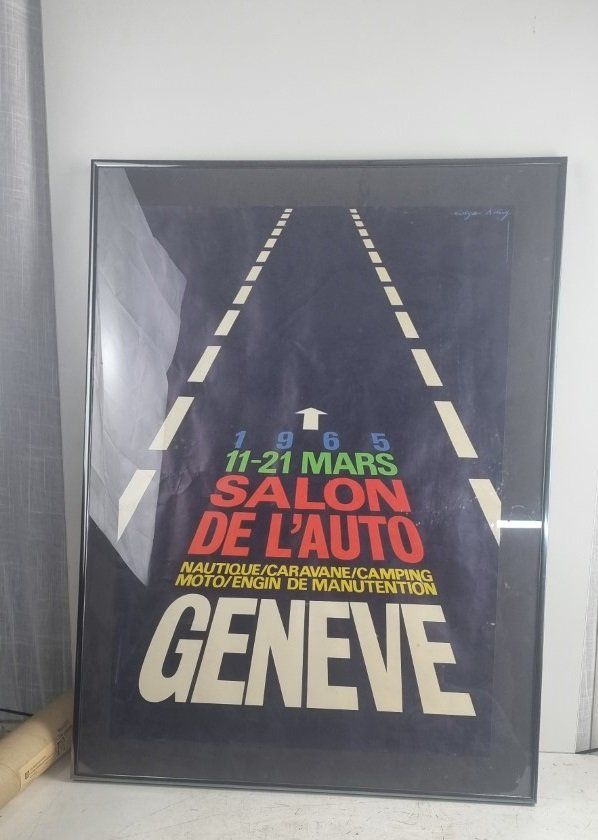 1965
11-21 MARS
SALON
DE L'AUTO
NAUTIQUE/CARAVANE/CAMPING
MOTO/ENGIN DE MANUTENTION
GENEVE